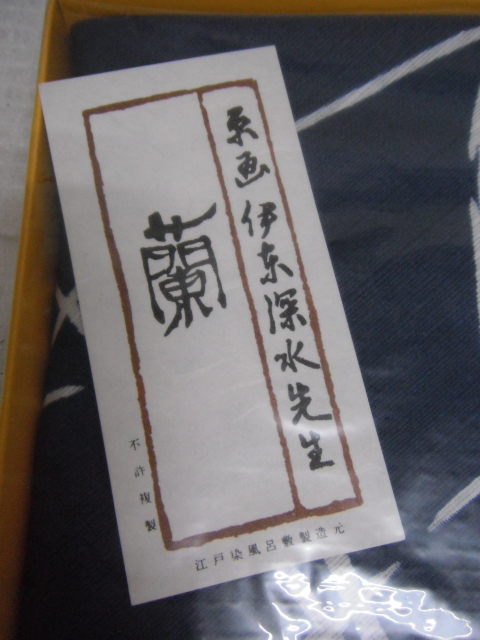 原画 伊东深水先生
蘭
不許複製
江戸染風呂敷製造元